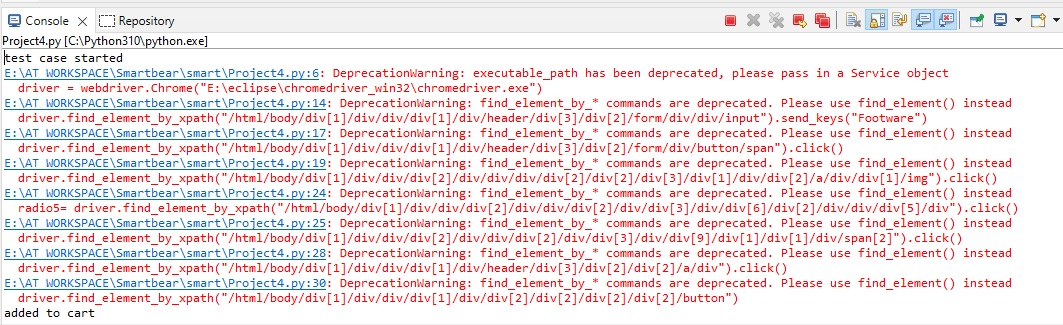 Console
Repository
Project4.py [C:\Python310\python.exe]
test case started
E:\AT WORKSPACE\Smartbear\smart\Project4.py:6: DeprecationWarning: executable_path has been deprecated, please pass in a Service object
driver = webdriver.Chrome("E:\eclipse\chromedriver_win32\chromedriver.exe")
E:\AT WORKSPACE\Smartbear\smart\Project4.py:14: DeprecationWarning: find_element_by_* commands are deprecated. Please use find_element() instead
driver.find_element_by_xpath("/html/body/div[1]/div/div/div[1]/div/header/div[3]/div[2]/form/div/div/input").send_keys("Footware")
E:\AT WORKSPACE\Smartbear\smart\Project4.py:17: DeprecationWarning: find_element_by_* commands are deprecated. Please use find_element() instead
driver.find_element_by_xpath("/html/body/div[1]/div/div/div[1]/div/header/div[3]/div[2]/form/div/button/span").click()
E:\AT WORKSPACE\Smartbear\smart\Project4.py:19: DeprecationWarning: find_element_by_* commands are deprecated. Please use find_element() instead
driver.find_element_by_xpath("/html/body/div[1]/div/div/div[2]/div/div/div[2]/div/div[2]/div[3]/div[1]/div/div/div[2]/a/div/div[1]/img").click()
E:\AT WORKSPACE\Smartbear\smart\Project4.py:24: DeprecationWarning: find_element_by_* commands are deprecated. Please use find_element() instead
radio5= driver.find_element_by_xpath("/html/body/div[1]/div/div/div[2]/div/div/div[2]/div/div[3]/div/div[6]/div[2]/div/div/div[5]/div").click()
E:\AT WORKSPACE\Smartbear\smart\Project4.py:25: DeprecationWarning: find_element_by_* commands are deprecated. Please use find_element() instead
driver.find_element_by_xpath("/html/body/div[1]/div/div/div[2]/div/div/div[2]/div/div[3]/div/div[9]/div[1]/div[1]/div/span[2]").click()
E:\AT WORKSPACE\Smartbear\smart\Project4.py:28: DeprecationWarning: find_element_by_* commands are deprecated. Please use find_element() instead
driver.find_element_by_xpath("/html/body/div[1]/div/div/div[1]/div/header/div[3]/div[2]/div[2]/a/div").click()
E:\AT WORKSPACE\Smartbear\smart\Project4.py:30: DeprecationWarning: find_element_by_* commands are deprecated. Please use find_element() instead
driver.find_element_by_xpath("/html/body/div[1]/div/div/div[1]/div/div[2]/div[2]/div[2]/div[2]/button")
added to cart